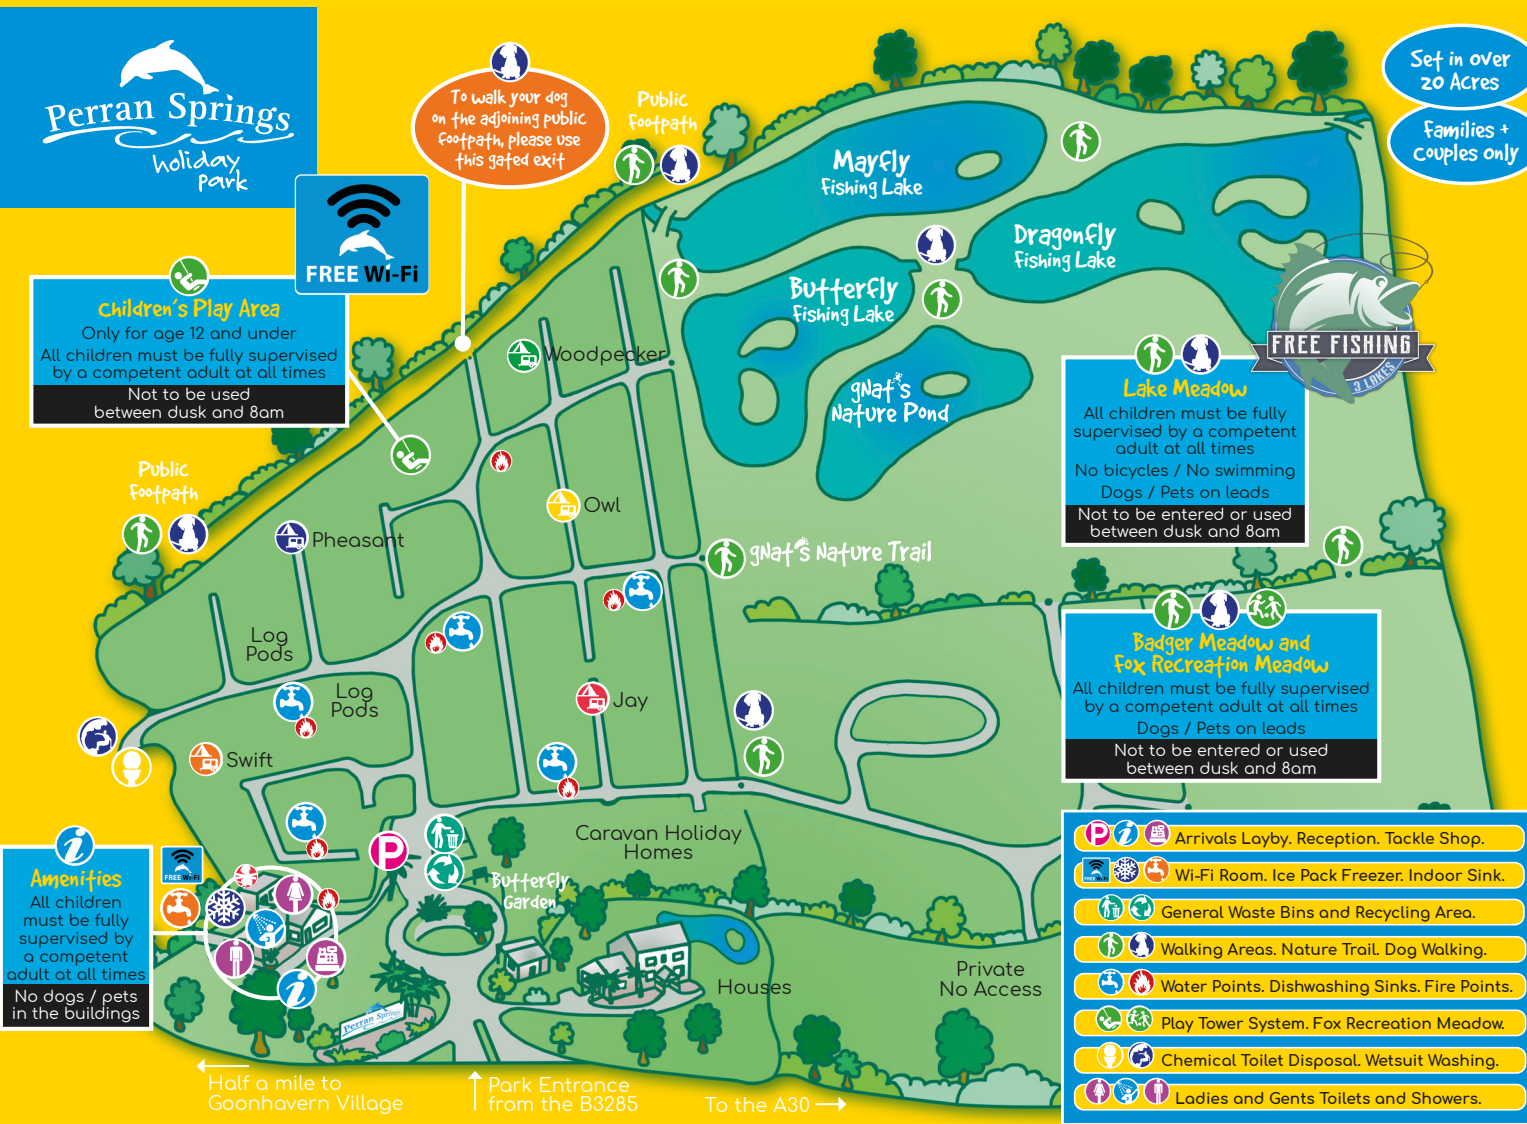 Perran Springs
holiday
park
FREE Wi-Fi
To walk your dog
on the adjoining public
footpath, please use
this gated exit
Public
Footpath
Set in over
20 Acres
Families +
Couples only
Mayfly
Fishing Lake
Dragonfly
Fishing Lake
Butterfly
Fishing Lake
gNat's
Nature Pond
FREE FISHING
3 LAKES
Children's Play Area
Only for age 12 and under
All children must be fully supervised
by a competent adult at all times
Not to be used
between dusk and 8am
Lake Meadow
All children must be fully
supervised by a competent
adult at all times
No bicycles / No swimming
Dogs / Pets on leads
Not to be entered or used
between dusk and 8am
Woodpecker
Public
Footpath
Owl
Pheasant
gNat's Nature Trail
Log
Pods
Log
Pods
Jay
Swift
Badger Meadow and
Fox Recreation Meadow
All children must be fully supervised
by a competent adult at all times
Dogs / Pets on leads
Not to be entered or used
between dusk and 8am
Caravan Holiday
Homes
P
Butterfly
Garden
Amenities
All children
must be fully
supervised by
a competent
adult at all times
No dogs / pets
in the buildings
FREE Wi-Fi
Perran Springs
Houses
Private
No Access
Half a mile to
Goonhavern Village
Park Entrance
from the B3285
To the A30
P i Arrivals Layby. Reception. Tackle Shop.
FREE Wi-Fi Wi-Fi Room. Ice Pack Freezer. Indoor Sink.
General Waste Bins and Recycling Area.
Walking Areas. Nature Trail. Dog Walking.
Water Points. Dishwashing Sinks. Fire Points.
Play Tower System. Fox Recreation Meadow.
Chemical Toilet Disposal. Wetsuit Washing.
Ladies and Gents Toilets and Showers.